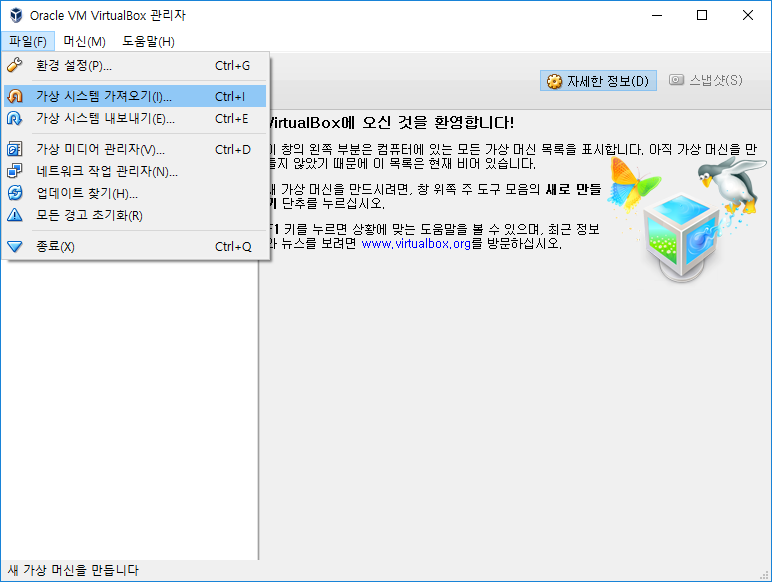 Oracle VM VirtualBox 관리자
파일(F) 머신(M) 도움말(H)
환경 설정(P)... Ctrl+G
가상 시스템 가져오기(I)... Ctrl+I
가상 시스템 내보내기(E)... Ctrl+E
가상 미디어 관리자(V)... Ctrl+D
네트워크 작업 관리자(N)...
업데이트 찾기(H)...
모든 경고 초기화(R)
종료(X) Ctrl+Q
자세한 정보(D) 스냅샷(S)
VirtualBox에 오신 것을 환영합니다!
창의 왼쪽 부분은 컴퓨터에 있는 모든 가상 머신 목록을 표시합니다. 아직 가상 머신을 만
들지 않았기 때문에 이 목록은 현재 비어 있습니다.
새 가상 머신을 만드시려면, 창 위쪽 주 도구 모음의 새로 만들
기 단추를 누르십시오.
F1 키를 누르면 상황에 맞는 도움말을 볼 수 있으며, 최근 정보
와 뉴스를 보려면 www.virtualbox.org를 방문하십시오.
새 가상 머신을 만듭니다